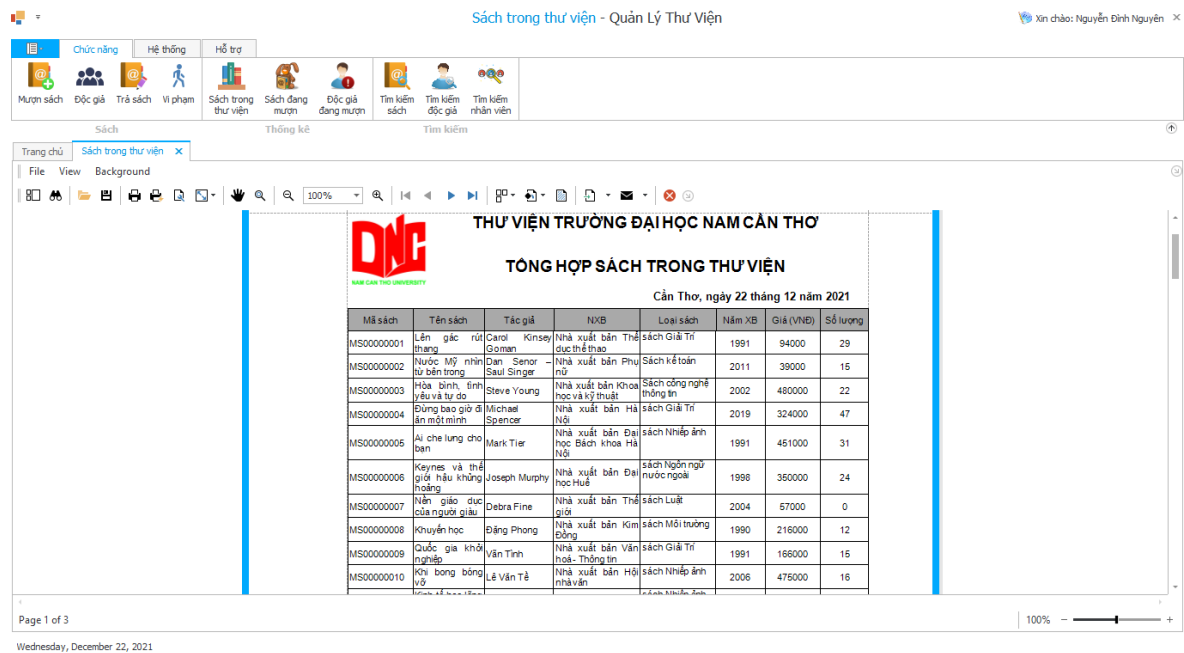 Sách trong thư viện - Quản Lý Thư Viện
Xin chào: Nguyễn Đình Nguyên
Chức năng
Hệ thống
Hỗ trợ
Mượn sách
Độc giả
Trả sách
Vi phạm
Sách trong
thư viện
Sách đang
mượn
Độc giả
đang mượn
Tìm kiếm
sách
Tìm kiếm
độc giả
Tìm kiếm
nhân viên
Sách
Thống kê
Tìm kiếm
Trang chủ
Sách trong thư viện
File View Background
100%
DNC
NAM CAN THO UNIVERSITY
THƯ VIỆN TRƯỜNG ĐẠI HỌC NAM CẦN THƠ
TỔNG HỢP SÁCH TRONG THƯ VIỆN
Cần Thơ, ngày 22 tháng 12 năm 2021
Mã sách Tên sách Tác giả NXB Loại sách Năm XB Giá (VNĐ) Số lượng
MS00000001 Lên gác rút thang Carol Kinsey Goman Nhà xuất bản Thể dục thể thao sách Giải Trí 1991 94000 29
MS00000002 Nước Mỹ nhìn từ bên trong Dan Senor – Saul Singer Nhà xuất bản Phụ nữ Sách kế toán 2011 39000 15
MS00000003 Hòa bình, tình yêu và tự do Steve Young Nhà xuất bản Khoa học và kỹ thuật Sách công nghệ thông tin 2002 480000 22
MS00000004 Đừng bao giờ đi ăn một mình Michael Spencer Nhà xuất bản Hà Nội sách Giải Trí 2019 324000 47
MS00000005 Ai che lưng cho bạn Mark Tier Nhà xuất bản Đại học Bách khoa Hà Nội sách Nhiếp ảnh 1991 451000 31
MS00000006 Keynes và thế giới hậu khủng hoảng Joseph Murphy Nhà xuất bản Đại học Huế sách Ngôn ngữ nước ngoài 1998 350000 24
MS00000007 Nền giáo dục của người giàu Debra Fine Nhà xuất bản Thế giới sách Luật 2004 57000 0
MS00000008 Khuyến học Đặng Phong Nhà xuất bản Kim Đồng sách Môi trường 1990 216000 12
MS00000009 Quốc gia khởi nghiệp Văn Tình Nhà xuất bản Văn hoá- Thông tin sách Giải Trí 1991 166000 15
MS00000010 Khi bong bóng vỡ Lê Văn Tề Nhà xuất bản Hội nhà văn sách Nhiếp ảnh 2006 475000 16
Page 1 of 3
100%
Wednesday, December 22, 2021